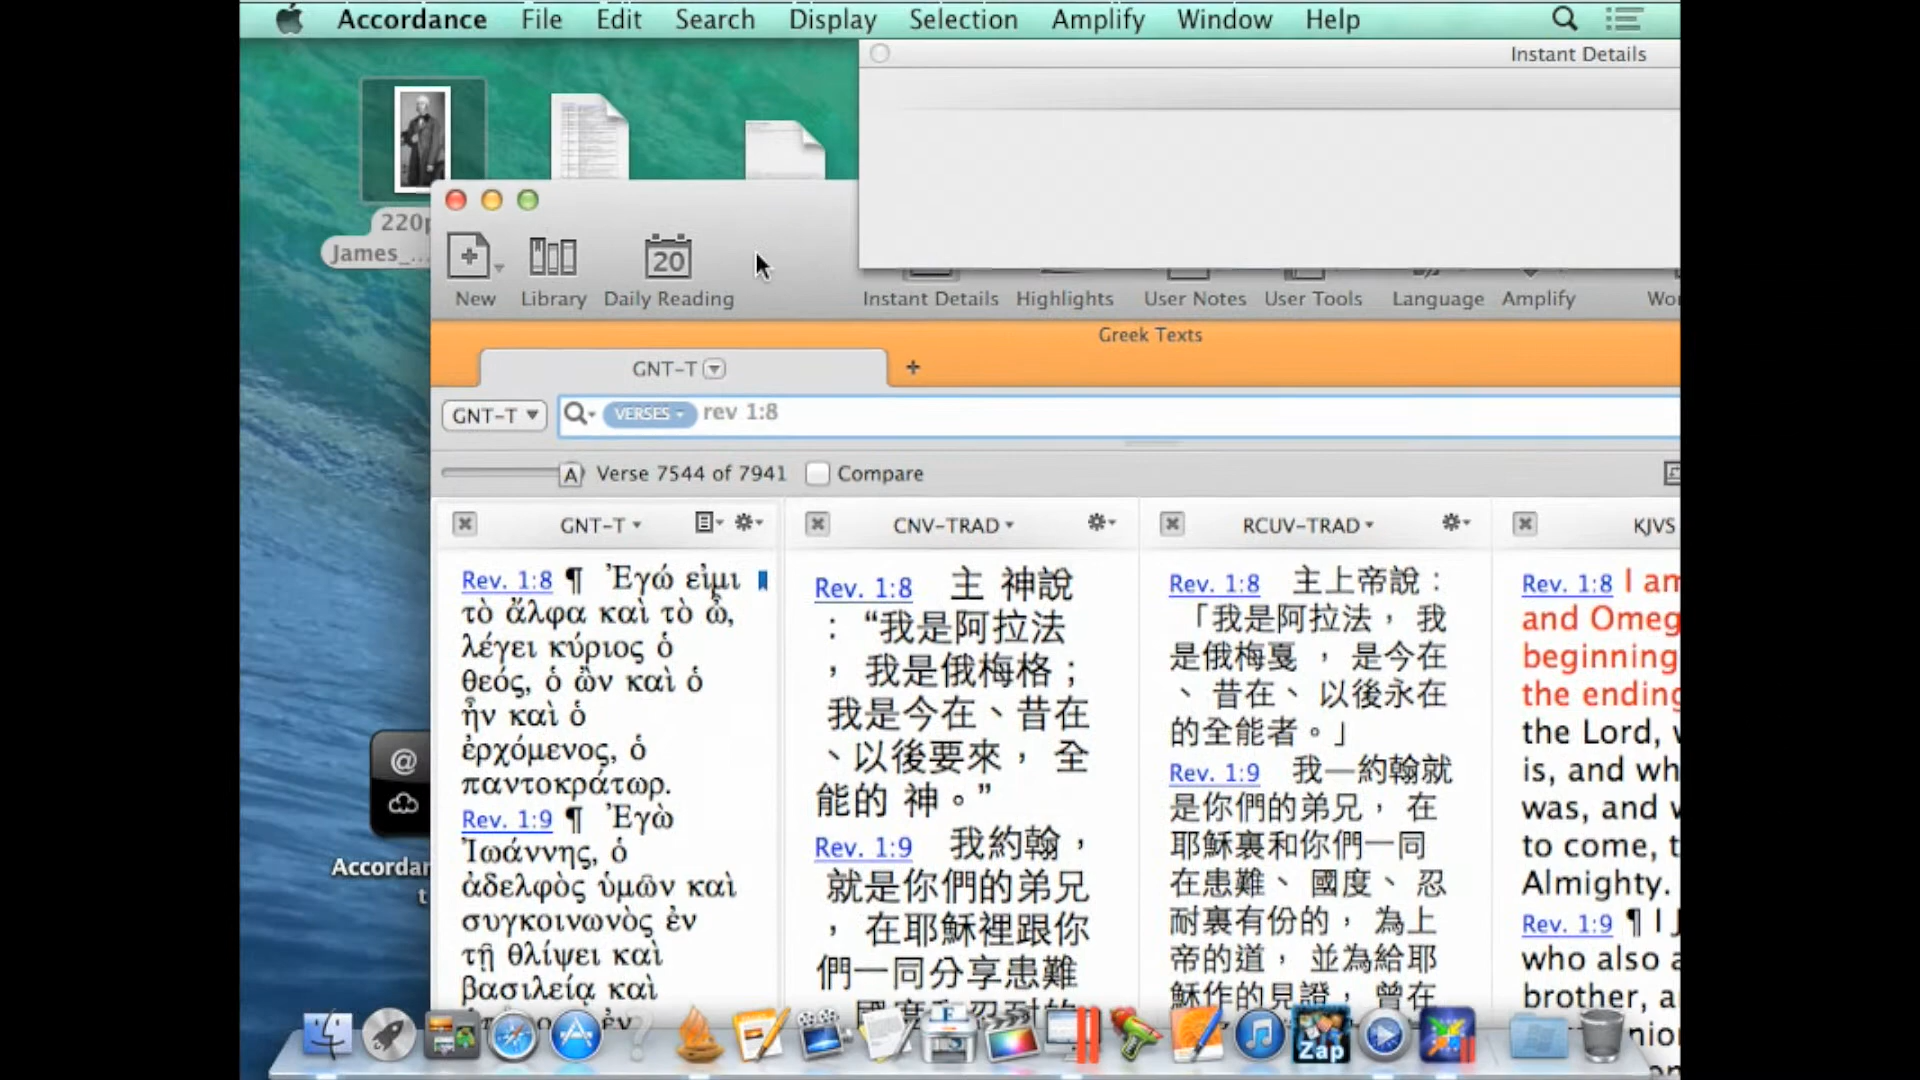 Accordance File Edit Search Display Selection Amplify Window Help
Instant Details
220p
James_...
20
New Library Daily Reading Instant Details Highlights User Notes User Tools Language Amplify
Greek Texts
GNT-T
GNT-T VERSES rev 1:8
A Verse 7544 of 7941 Compare
GNT-T
Rev. 1:8 ¶ Ἐγώ εἰμι
τὸ ἄλφα καὶ τὸ ὦ,
λέγει κύριος ὁ
θεός, ὁ ὢν καὶ ὁ
ἦν καὶ ὁ
ἐρχόμενος, ὁ
παντοκράτωρ.
Rev. 1:9 ¶ Ἐγὼ
Ἰωάννης, ὁ
ἀδελφὸς ὑμῶν καὶ
συγκοινωνὸς ἐν
τῇ θλίψει καὶ
βασιλείᾳ καὶ
CNV-TRAD
Rev. 1:8 主 神說
：“我是阿拉法
，我是俄梅格；
我是今在、昔在
、以後要來，全
能的 神。”
Rev. 1:9 我約翰，
就是你們的弟兄
，在耶穌裡跟你
們一同分享患難
RCUV-TRAD
Rev. 1:8 主上帝說：
「我是阿拉法，我
是俄梅戛，是今在
、昔在、以後永在
的全能者。」
Rev. 1:9 我—約翰就
是你們的弟兄，在
耶穌裏和你們一同
在患難、國度、忍
耐裏有份的，為上
帝的道，並為給耶
穌作的見證，曾在
KJVS
Rev. 1:8 I am
and Omeg
beginning
the ending
the Lord, w
is, and wh
was, and w
to come, t
Almighty.
Rev. 1:9 ¶ I J
who also a
brother, a
Accordan
Zap